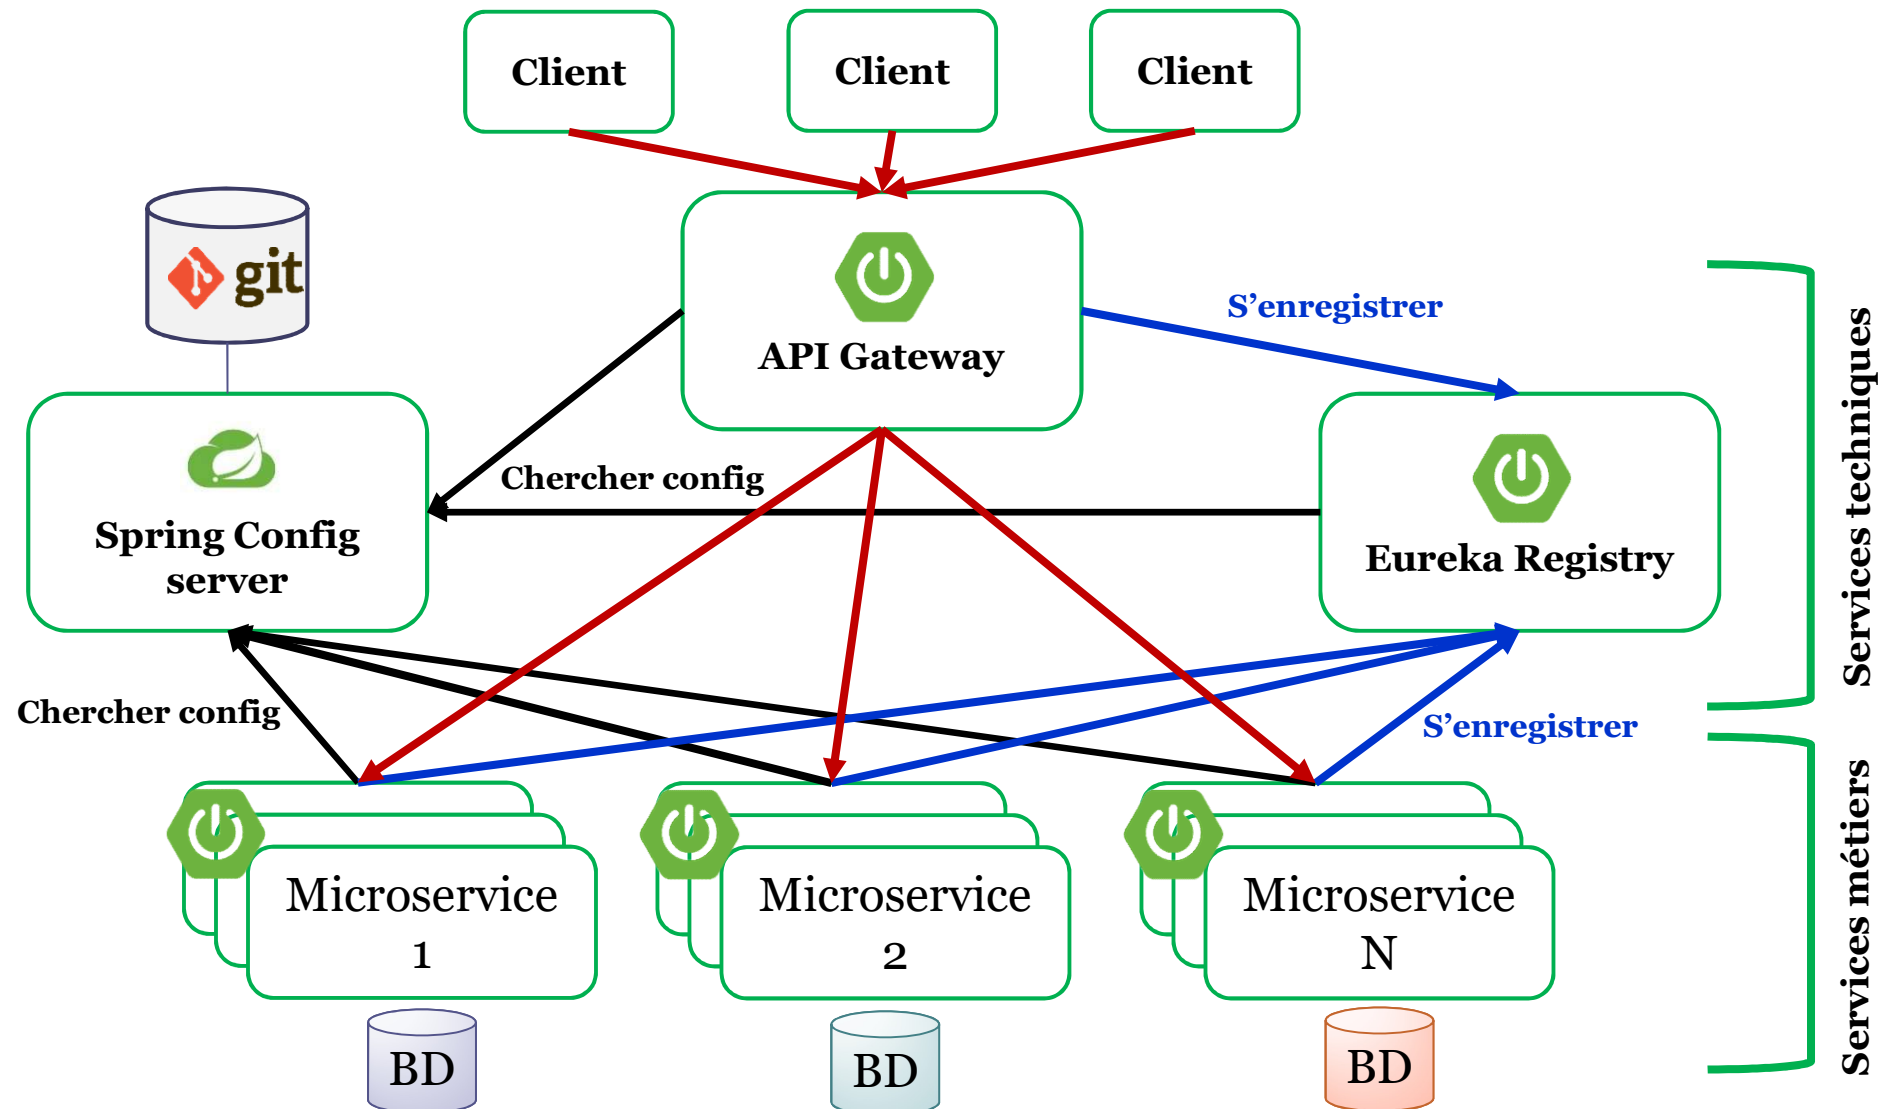 Client
Client
Client
git
API Gateway
S’enregistrer
Chercher config
Spring Config
server
Eureka Registry
Services techniques
Chercher config
S’enregistrer
Microservice
1
Microservice
2
Microservice
N
Services métiers
BD
BD
BD